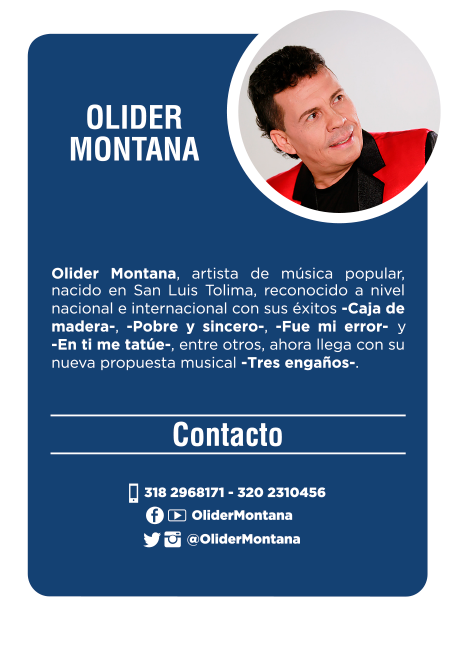 OLIDER
MONTANA
Olider Montana, artista de música popular,
nacido en San Luis Tolima, reconocido a nivel
nacional e internacional con sus éxitos -Caja de
madera-, -Pobre y sincero-, -Fue mi error- y
-En ti me tatúe-, entre otros, ahora llega con su
nueva propuesta musical -Tres engaños-.
Contacto
318 2968171 - 320 2310456
OliderMontana
@OliderMontana